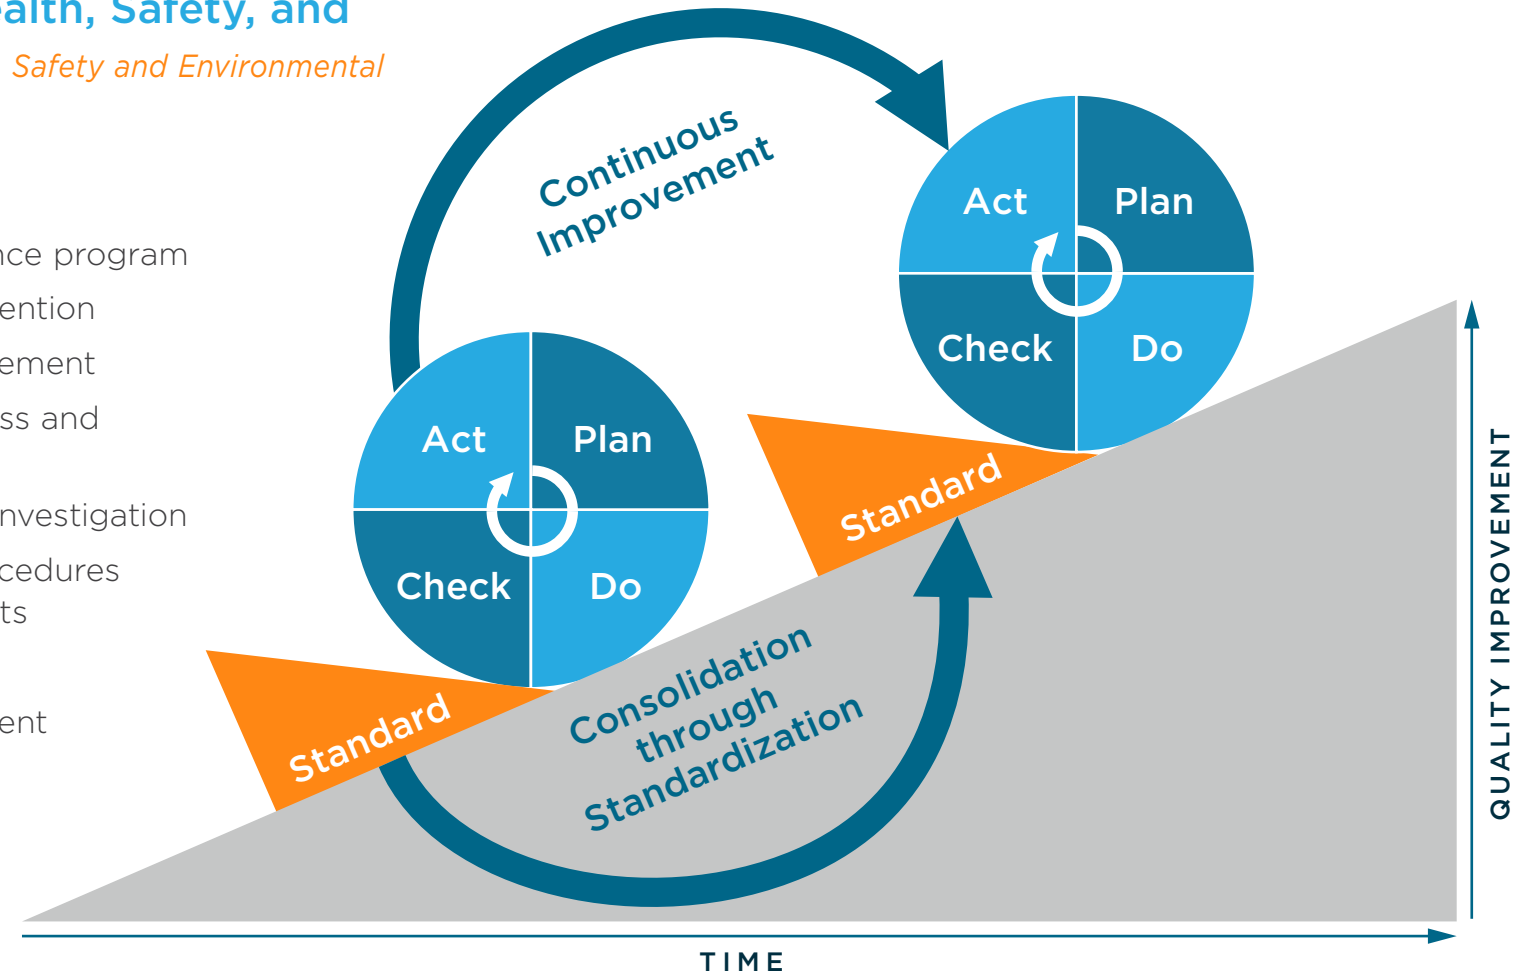 ealth, Safety, and
Safety and Environmental
nce program
ention
ement
ss and
nvestigation
cedures
ts
ent
Continuous
Improvement
Act
Plan
Check
Do
Standard
Act
Plan
Check
Do
Standard
Consolidation
through
Standardization
QUALITY IMPROVEMENT
TIME